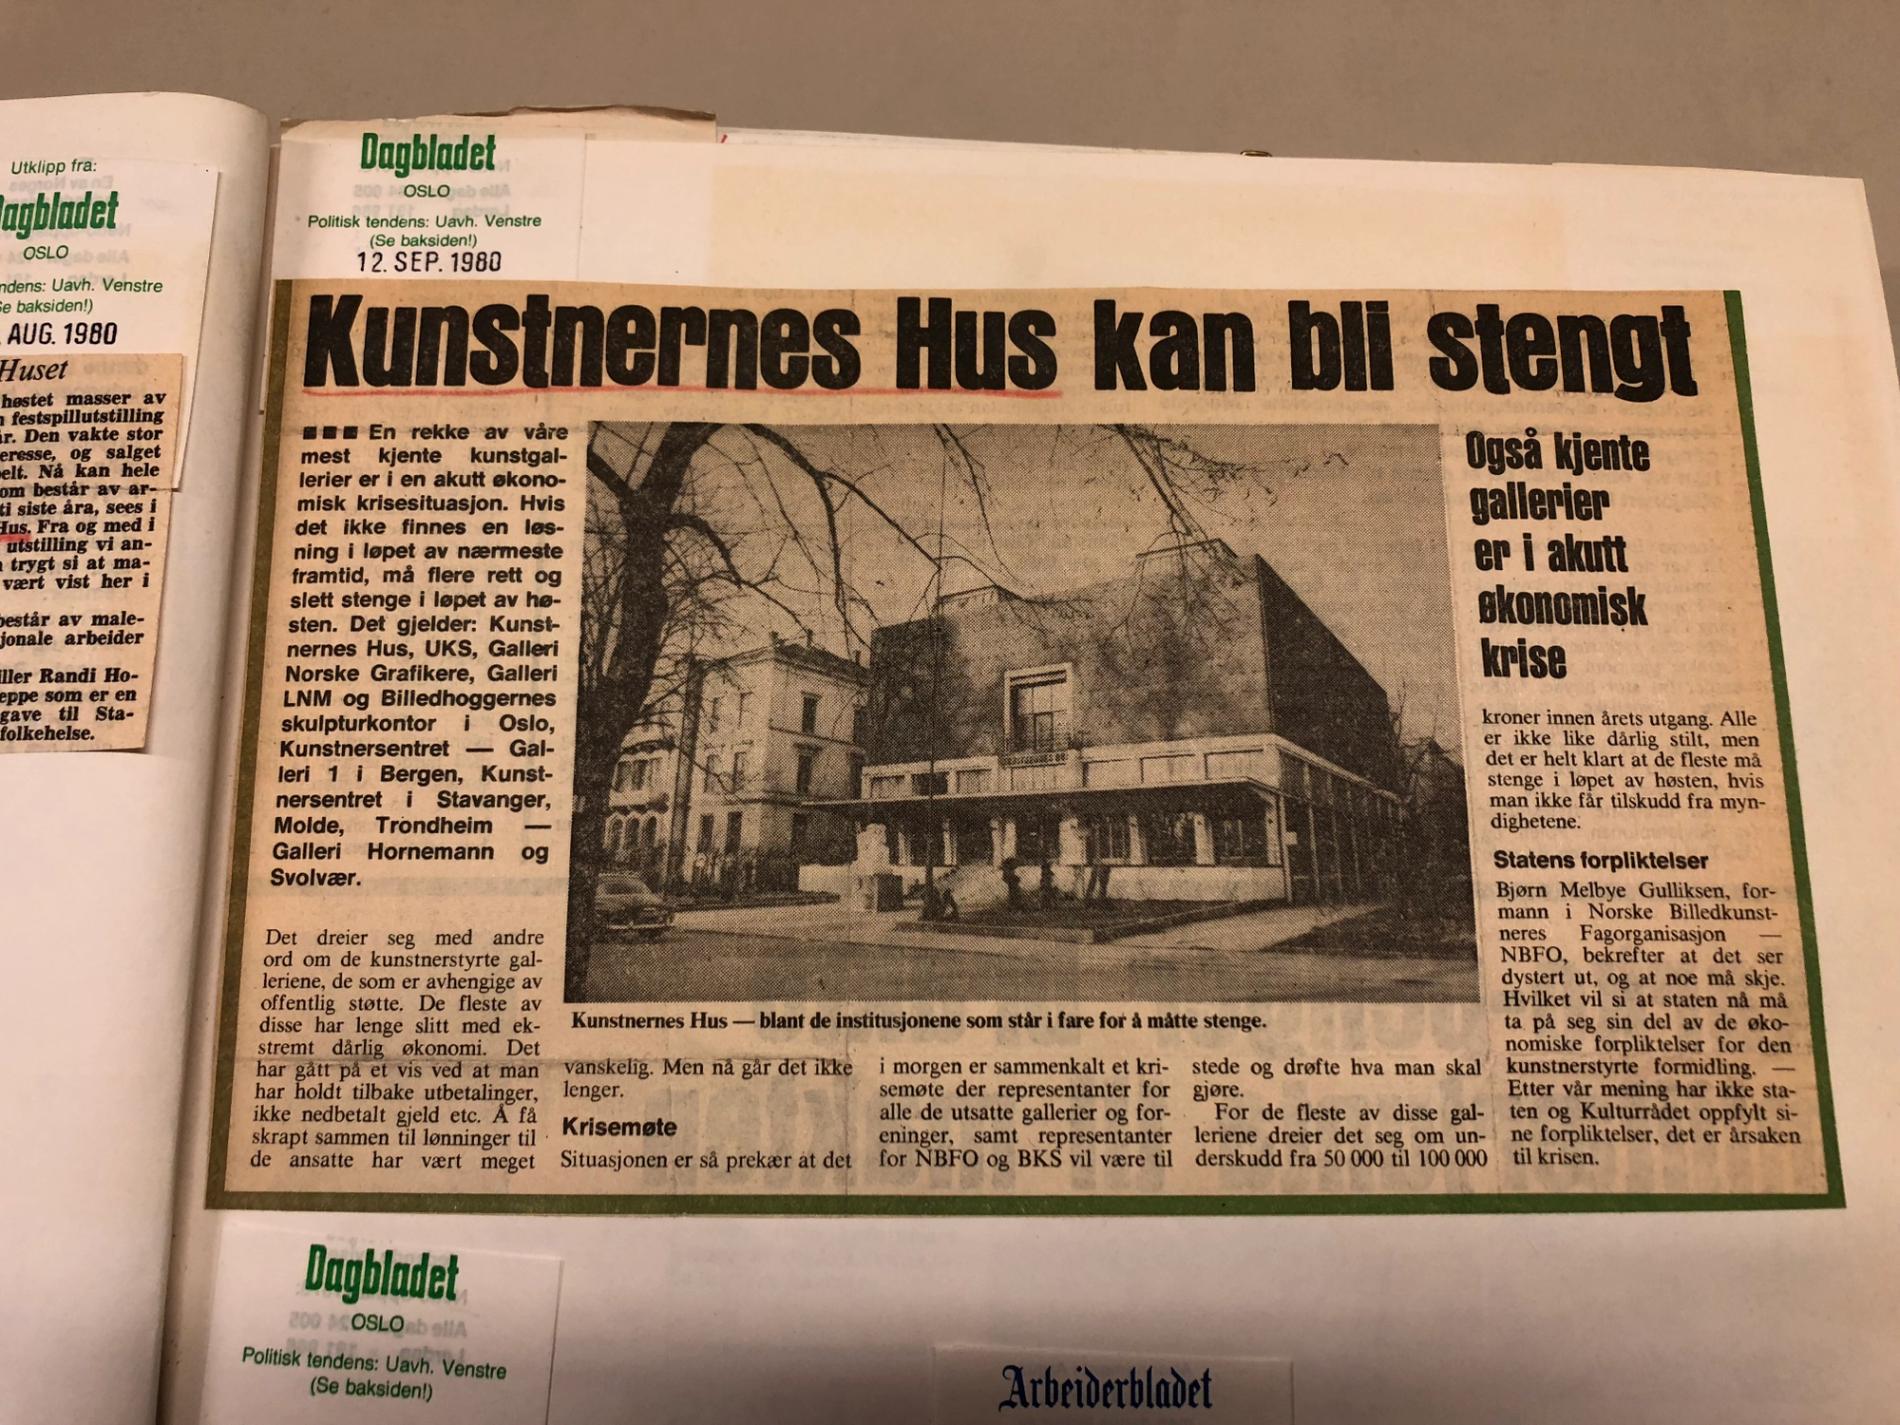 Utklipp fra:
Dagbladet
OSLO
ndens: Uavh. Venstre
Se baksiden!)
. AUG. 1980
Huset
høstet masser av
festspillutstilling
Den vakte stor
eresse, og salget
Nå kan hele
om består av ar-
ti siste åra, sees i
Hus. Fra og med i
utstilling vi an-
trygt si at ma-
vært vist her i
består av male-
jonale arbeider
iller Randi Ho-
eppe som er en
gave til Sta-
folkehelse.
Dagbladet
OSLO
Politisk tendens: Uavh. Venstre
(Se baksiden!)
12. SEP. 1980
Kunstnernes Hus kan bli stengt
■■■ En rekke av våre
mest kjente kunstgal-
lerier er i en akutt økono-
misk krisesituasjon. Hvis
det ikke finnes en løs-
ning i løpet av nærmeste
framtid, må flere rett og
slett stenge i løpet av hø-
sten. Det gjelder: Kunst-
nernes Hus, UKS, Galleri
Norske Grafikere, Galleri
LNM og Billedhoggernes
skulpturkontor i Oslo,
Kunstnersentret — Gal-
leri 1 i Bergen, Kunst-
nersentret i Stavanger,
Molde, Trondheim —
Galleri Hornemann og
Svolvær.
Det dreier seg med andre
ord om de kunstnerstyrte gal-
leriene, de som er avhengige av
offentlig støtte. De fleste av
disse har lenge slitt med ek-
stremt dårlig økonomi. Det
har gått på et vis ved at man
har holdt tilbake utbetalinger,
ikke nedbetalt gjeld etc. Å få
skrapt sammen til lønninger til
de ansatte har vært meget
Kunstnernes Hus — blant de institusjonene som står i fare for å måtte stenge.
vanskelig. Men nå går det ikke
lenger.
Krisemøte
Situasjonen er så prekær at det
i morgen er sammenkalt et kri-
semøte der representanter for
alle de utsatte gallerier og for-
eninger, samt representanter
for NBFO og BKS vil være til
stede og drøfte hva man skal
gjøre.
For de fleste av disse gal-
leriene dreier det seg om un-
derskudd fra 50 000 til 100 000
Også kjente
gallerier
er i akutt
økonomisk
krise
kroner innen årets utgang. Alle
er ikke like dårlig stilt, men
det er helt klart at de fleste må
stenge i løpet av høsten, hvis
man ikke får tilskudd fra myn-
dighetene.
Statens forpliktelser
Bjørn Melbye Gulliksen, for-
mann i Norske Billedkunst-
neres Fagorganisasjon —
NBFO, bekrefter at det ser
dystert ut, og at noe må skje.
Hvilket vil si at staten nå må
ta på seg sin del av de øko-
nomiske forpliktelser for den
kunstnerstyrte formidling. —
Etter vår mening har ikke sta-
ten og Kulturrådet oppfylt si-
ne forpliktelser, det er årsaken
til krisen.
Dagbladet
OSLO
Politisk tendens: Uavh. Venstre
(Se baksiden!)
Arbeiderbladet